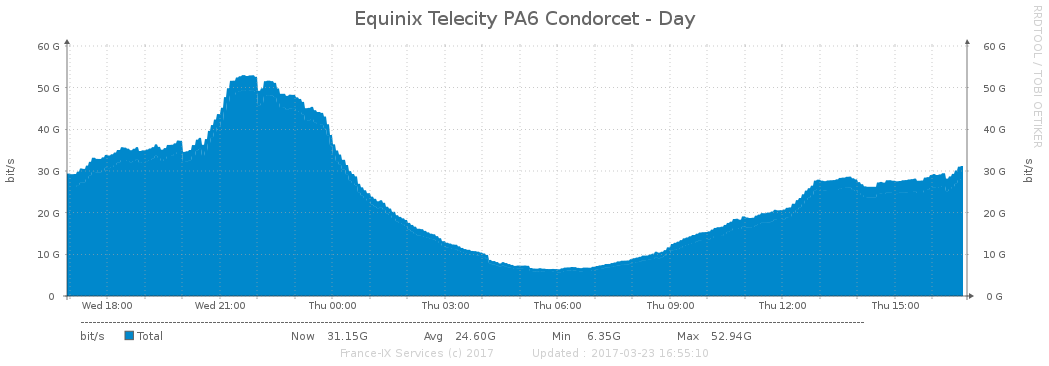 Equinix Telecity PA6 Condorcet - Day
RRDTOOL / TOBI OETIKER
60 G 60 G
50 G 50 G
40 G 40 G
30 G 30 G
20 G 20 G
10 G 10 G
0 0 G
bit/s bit/s
Wed 18:00 Wed 21:00 Thu 00:00 Thu 03:00 Thu 06:00 Thu 09:00 Thu 12:00 Thu 15:00
bit/s Total Now 31.15G Avg 24.60G Min 6.35G Max 52.94G
France-IX Services (c) 2017 Updated : 2017-03-23 16:55:10